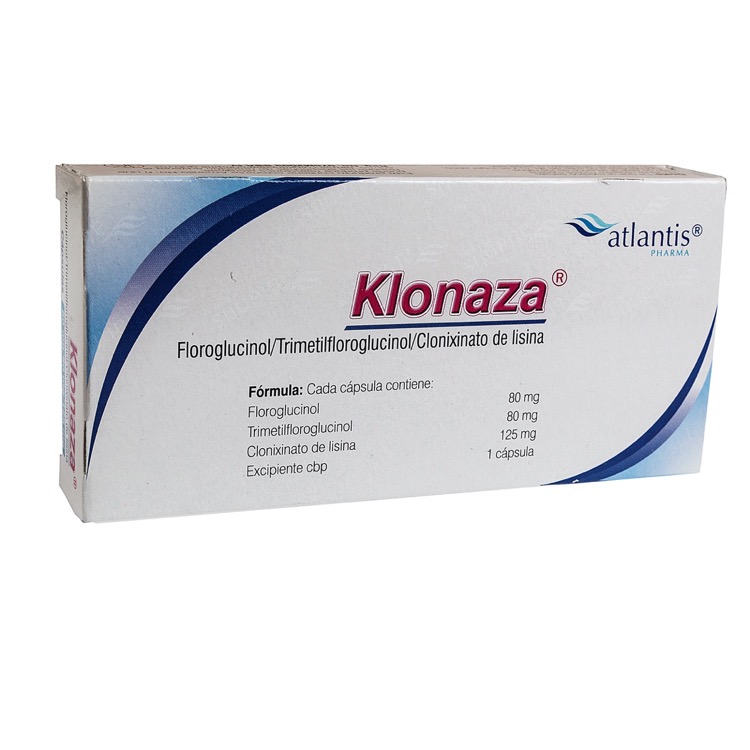 atlantis®
PHARMA
Klonaza®
Floroglucinol/Trimetilfloroglucinol/Clonixinato de lisina
Fórmula: Cada cápsula contiene:
Floroglucinol 80 mg
Trimetilfloroglucinol 80 mg
Clonixinato de lisina 125 mg
Excipiente cbp 1 cápsula
Klonaza®